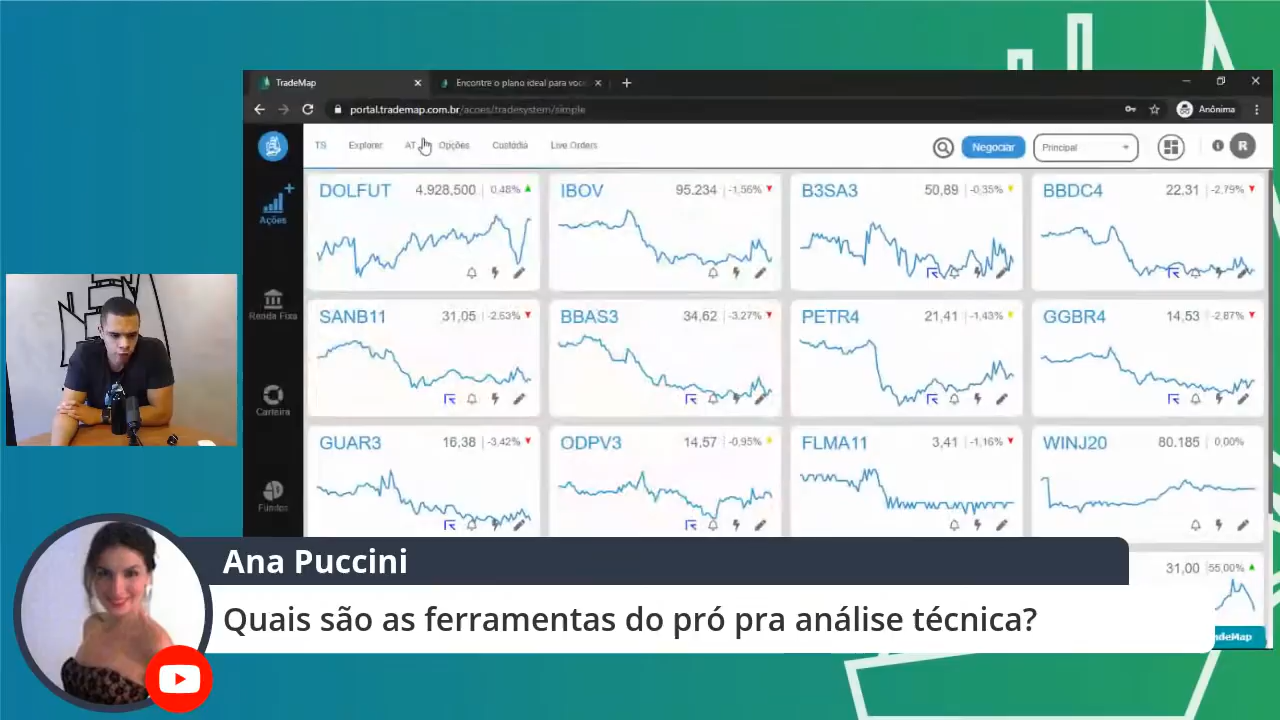 TradeMap
Encontre o plano ideal para você
portal.trademap.com.br/acoes/tradesystem/simple
Anônima
TS Explorer AT Opções Custódia Live Orders
Negociar Principal R
Ações
Renda Fixa
Carteira
Fundos
DOLFUT 4.928,500 | 0,48%
IBOV 95.234 | -1,56%
B3SA3 50,89 | -0,35%
BBDC4 22,31 | -2,79%
SANB11 31,05 | -2,63%
BBAS3 34,62 | -3,27%
PETR4 21,41 | -1,43%
GGBR4 14,53 | -2,87%
GUAR3 16,38 | -3,42%
ODPV3 14,57 | -0,95%
FLMA11 3,41 | -1,16%
WINJ20 80.185 | 0,00%
31,00 | 55,00%
deMap
Ana Puccini
Quais são as ferramentas do pró pra análise técnica?